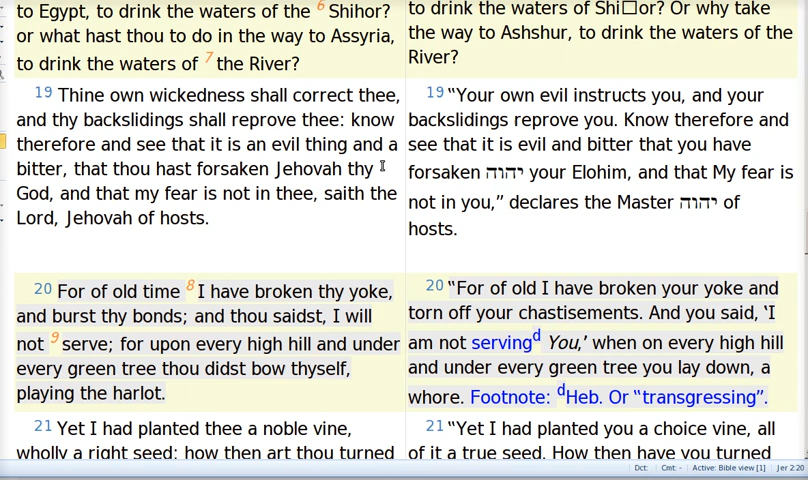 to Egypt, to drink the waters of the 6 Shihor?
or what hast thou to do in the way to Assyria,
to drink the waters of 7 the River?
19 Thine own wickedness shall correct thee,
and thy backslidings shall reprove thee: know
therefore and see that it is an evil thing and a
bitter, that thou hast forsaken Jehovah thy
God, and that my fear is not in thee, saith the
Lord, Jehovah of hosts.
20 For of old time 8 I have broken thy yoke,
and burst thy bonds; and thou saidst, I will
not 9 serve; for upon every high hill and under
every green tree thou didst bow thyself,
playing the harlot.
21 Yet I had planted thee a noble vine,
wholly a right seed: how then art thou turned
to drink the waters of Shi□or? Or why take
the way to Ashshur, to drink the waters of the
River?
19 “Your own evil instructs you, and your
backslidings reprove you. Know therefore and
see that it is evil and bitter that you have
forsaken יהוה your Elohim, and that My fear is
not in you,” declares the Master יהוה of
hosts.
20 “For of old I have broken your yoke and
torn off your chastisements. And you said, ‘I
am not serving d You,’ when on every high hill
and under every green tree you lay down, a
whore. Footnote: d Heb. Or “transgressing”.
21 “Yet I had planted you a choice vine, all
of it a true seed. How then have you turned
Dct: Cmt: - Active: Bible view [1] Jer 2:20